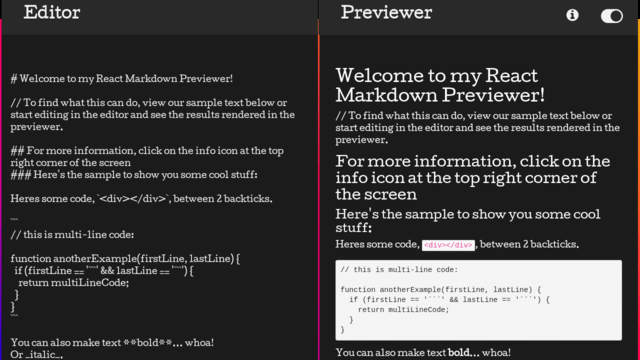 Editor
# Welcome to my React Markdown Previewer!
// To find what this can do, view our sample text below or
start editing in the editor and see the results rendered in the
previewer.
## For more information, click on the info icon at the top
right corner of the screen
### Here's the sample to show you some cool stuff:
Heres some code, `<div></div>`, between 2 backticks.
```
// this is multi-line code:
function anotherExample(firstLine, lastLine) {
if (firstLine == '```' && lastLine == '```') {
return multiLineCode;
}
}
```
You can also make text **bold**... whoa!
Or _italic_.
Previewer
Welcome to my React
Markdown Previewer!
// To find what this can do, view our sample text below or
start editing in the editor and see the results rendered in the
previewer.
For more information, click on the
info icon at the top right corner of
the screen
Here's the sample to show you some cool
stuff:
Heres some code, <div></div>, between 2 backticks.
// this is multi-line code:
function anotherExample(firstLine, lastLine) {
if (firstLine == '```' && lastLine == '```') {
return multiLineCode;
}
}
You can also make text bold... whoa!